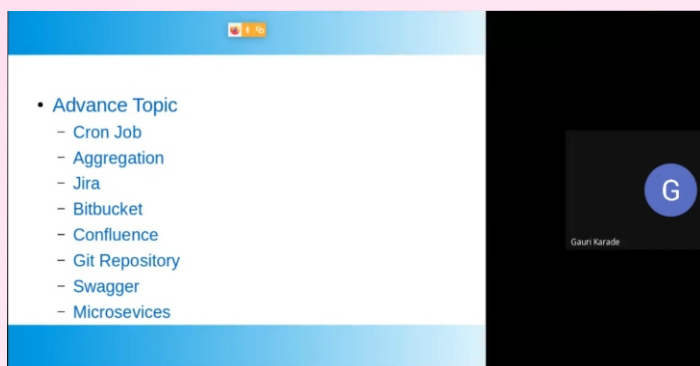 • Advance Topic
– Cron Job
– Aggregation
– Jira
– Bitbucket
– Confluence
– Git Repository
– Swagger
– Microsevices
G
Gauri Karade